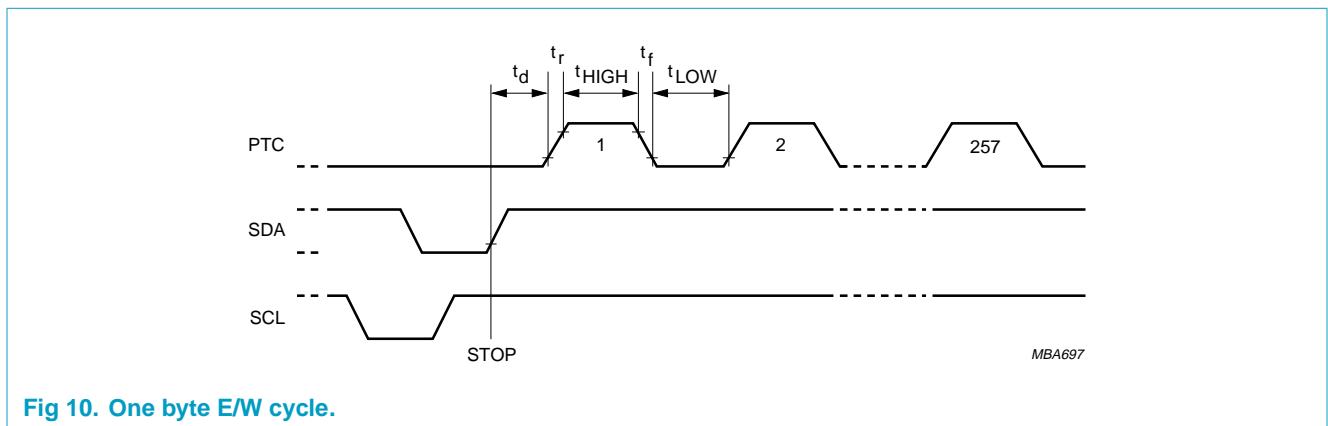 tr tf
td tHIGH tLOW
PTC 1 2 257
SDA
SCL
STOP MBA697
Fig 10. One byte E/W cycle.